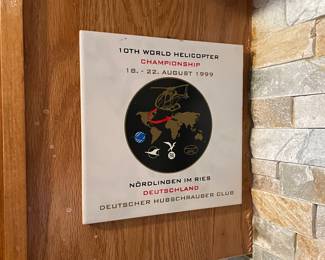 10TH WORLD HELICOPTER
CHAMPIONSHIP
18. - 22. AUGUST 1999
NÖRDLINGEN IM RIES
DEUTSCHLAND
DEUTSCHER HUBSCHRAUBER CLUB